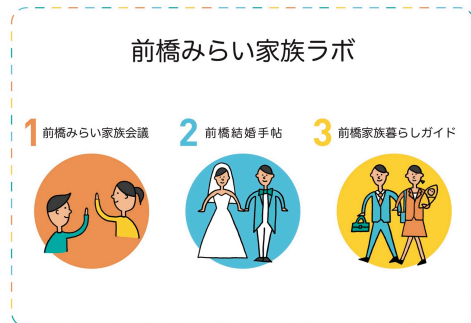 前橋みらい家族ラボ
1 前橋みらい家族会議
2 前橋結婚手帖
3 前橋家族暮らしガイド